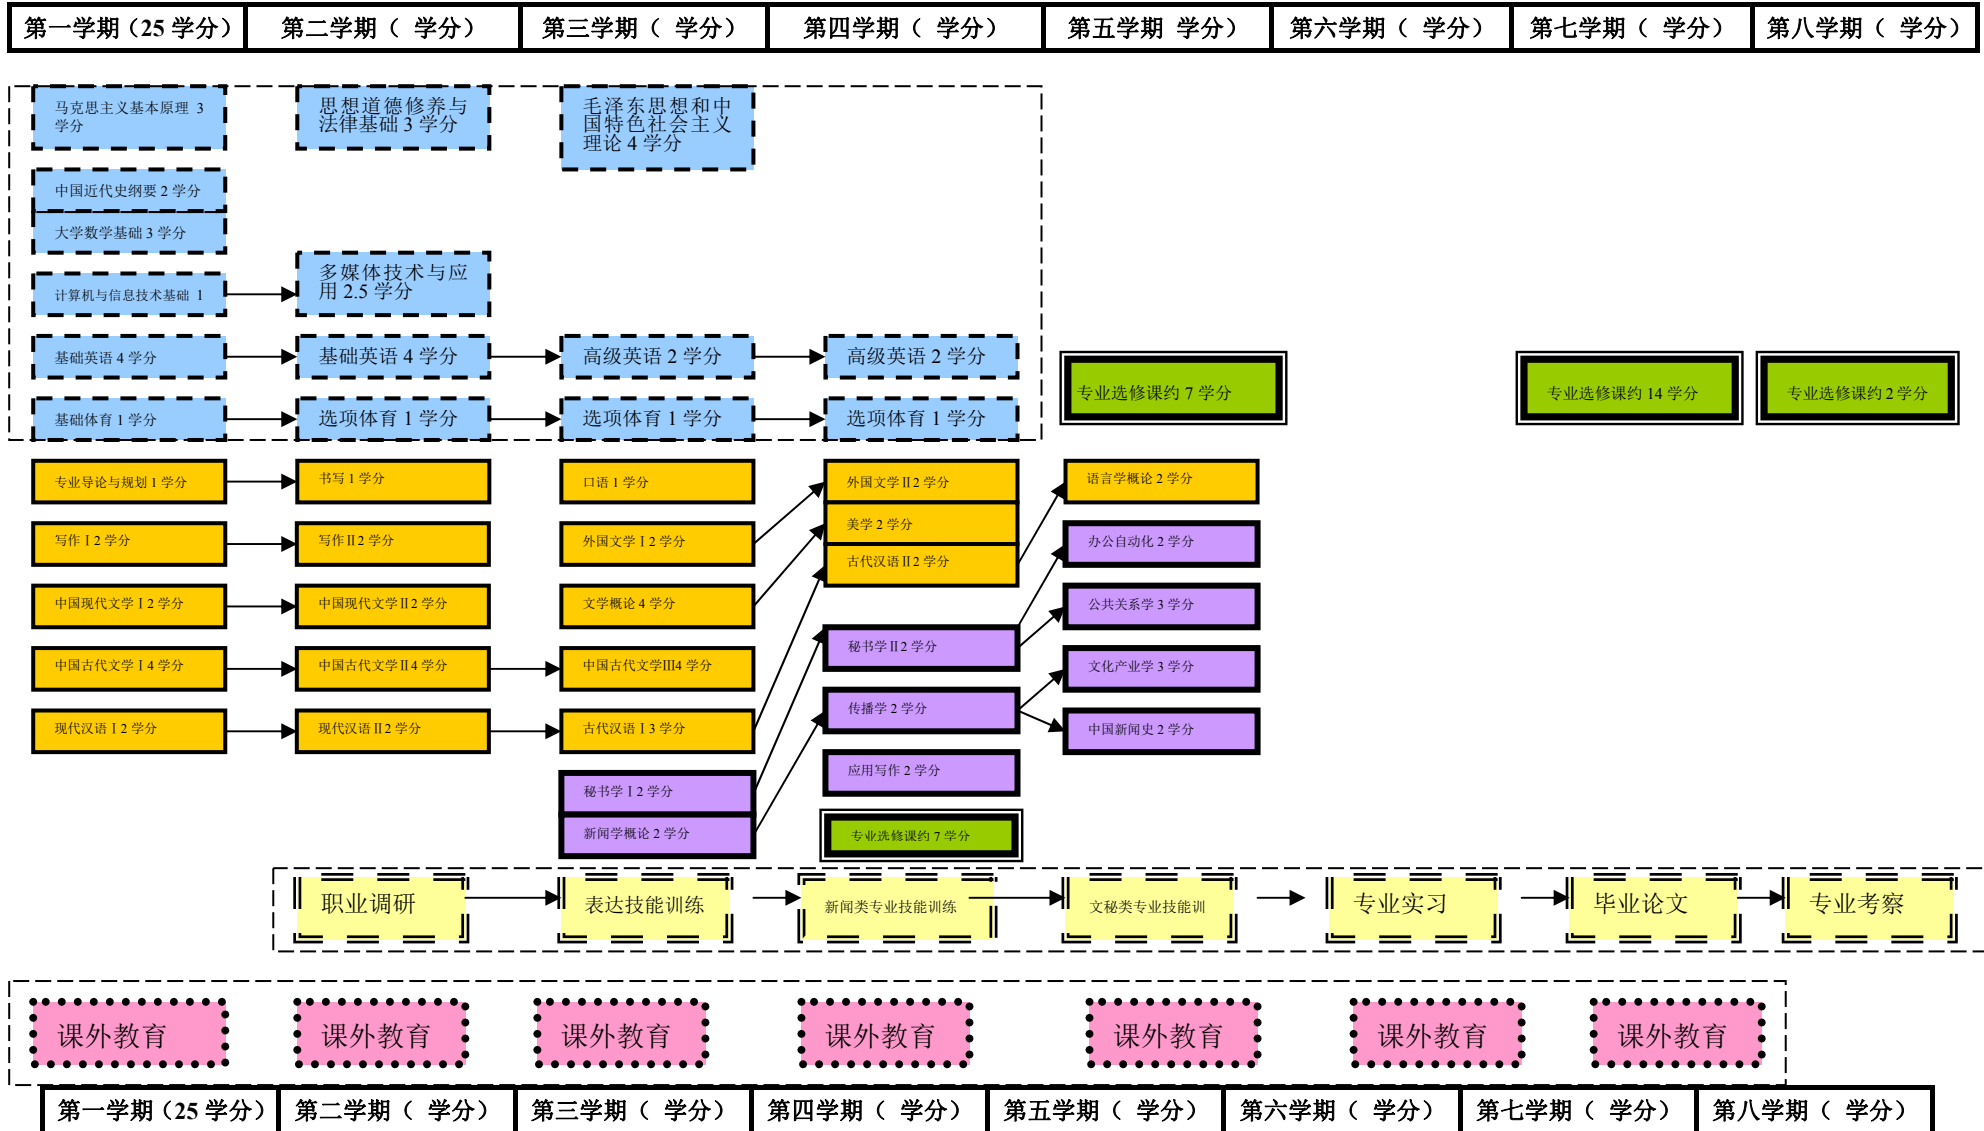 第一学期（25 学分）
第二学期（ 学分）
第三学期（ 学分）
第四学期（ 学分）
第五学期 学分）
第六学期（ 学分）
第七学期（ 学分）
第八学期（ 学分）
马克思主义基本原理 3
学分
思想道德修养与
法律基础 3 学分
毛泽东思想和中
国特色社会主义
理论 4 学分
中国近代史纲要 2 学分
大学数学基础 3 学分
计算机与信息技术基础 1
多媒体技术与应
用 2.5 学分
基础英语 4 学分
基础英语 4 学分
高级英语 2 学分
高级英语 2 学分
基础体育 1 学分
选项体育 1 学分
选项体育 1 学分
选项体育 1 学分
专业选修课约 7 学分
专业选修课约 14 学分
专业选修课约 2 学分
专业导论与规划 1 学分
书写 1 学分
口语 1 学分
外国文学Ⅱ2 学分
语言学概论 2 学分
写作Ⅰ2 学分
写作Ⅱ2 学分
外国文学Ⅰ2 学分
美学 2 学分
古代汉语Ⅱ2 学分
办公自动化 2 学分
中国现代文学Ⅰ2 学分
中国现代文学Ⅱ2 学分
文学概论 4 学分
秘书学Ⅱ2 学分
公共关系学 3 学分
中国古代文学Ⅰ4 学分
中国古代文学Ⅱ4 学分
中国古代文学Ⅲ4 学分
传播学 2 学分
文化产业学 3 学分
现代汉语Ⅰ2 学分
现代汉语Ⅱ2 学分
古代汉语Ⅰ3 学分
应用写作 2 学分
中国新闻史 2 学分
秘书学Ⅰ2 学分
新闻学概论 2 学分
专业选修课约 7 学分
职业调研
表达技能训练
新闻类专业技能训练
文秘类专业技能训
专业实习
毕业论文
专业考察
课外教育
课外教育
课外教育
课外教育
课外教育
课外教育
课外教育
第一学期（25 学分）
第二学期（ 学分）
第三学期（ 学分）
第四学期（ 学分）
第五学期（ 学分）
第六学期（ 学分）
第七学期（ 学分）
第八学期（ 学分）